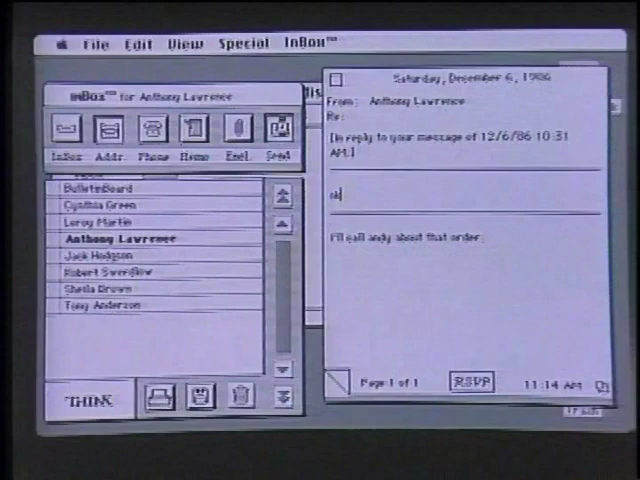 File Edit View Special InBox™
InBox™ for Anthony Lawrence
InBox Addr. Phone Memo Encl. Send
BulletinBoard
Cynthia Green
Leroy Martin
Anthony Lawrence
Jack Hodgson
Robert Swerdlow
Sheila Brown
Tony Anderson
THINK
Saturday, December 6, 1986
From: Anthony Lawrence
Re:
[In reply to your message of 12/6/86 10:31
AM.]
ok
I'll call andy about that order.
Page 1 of 1
RSVP
11:14 AM
Trash